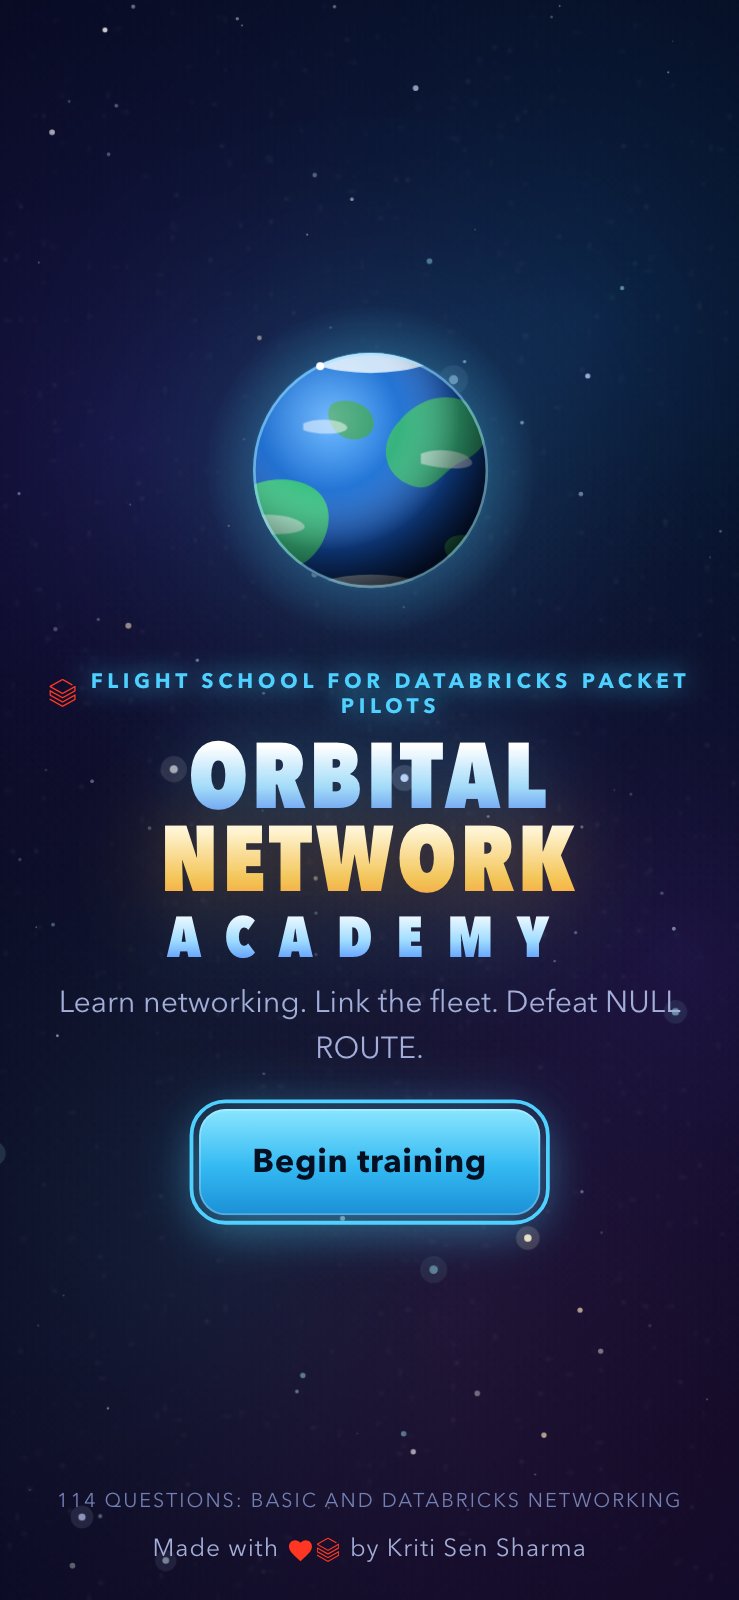 FLIGHT SCHOOL FOR DATABRICKS PACKET
PILOTS
ORBITAL
NETWORK
ACADEMY
Learn networking. Link the fleet. Defeat NULL
ROUTE.
Begin training
114 QUESTIONS: BASIC AND DATABRICKS NETWORKING
Made with by Kriti Sen Sharma